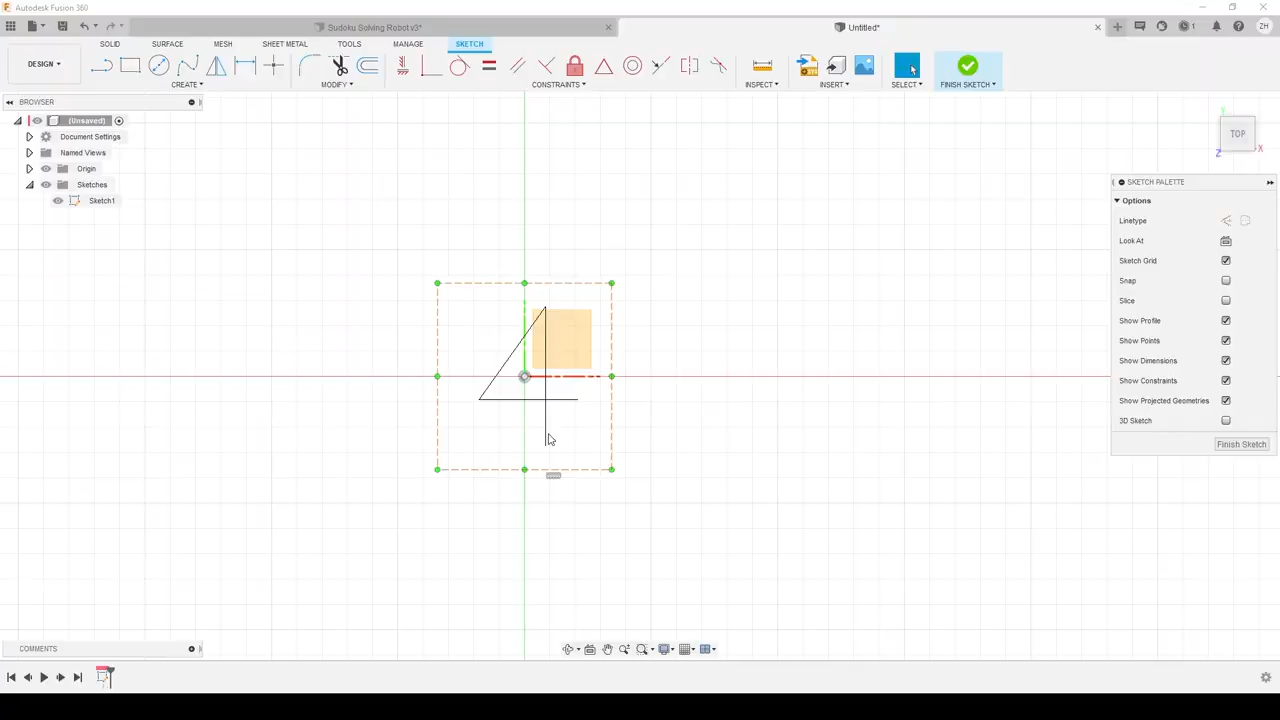 Autodesk Fusion 360
Sudoku Solving Robot v3*
Untitled*
1
ZH
DESIGN
SOLID
SURFACE
MESH
SHEET METAL
TOOLS
MANAGE
SKETCH
CREATE
MODIFY
CONSTRAINTS
INSPECT
INSERT
SELECT
FINISH SKETCH
BROWSER
(Unsaved)
Document Settings
Named Views
Origin
Sketches
Sketch1
Y
TOP
X
Z
SKETCH PALETTE
Options
Linetype
Look At
Sketch Grid
Snap
Slice
Show Profile
Show Points
Show Dimensions
Show Constraints
Show Projected Geometries
3D Sketch
Finish Sketch
4
COMMENTS